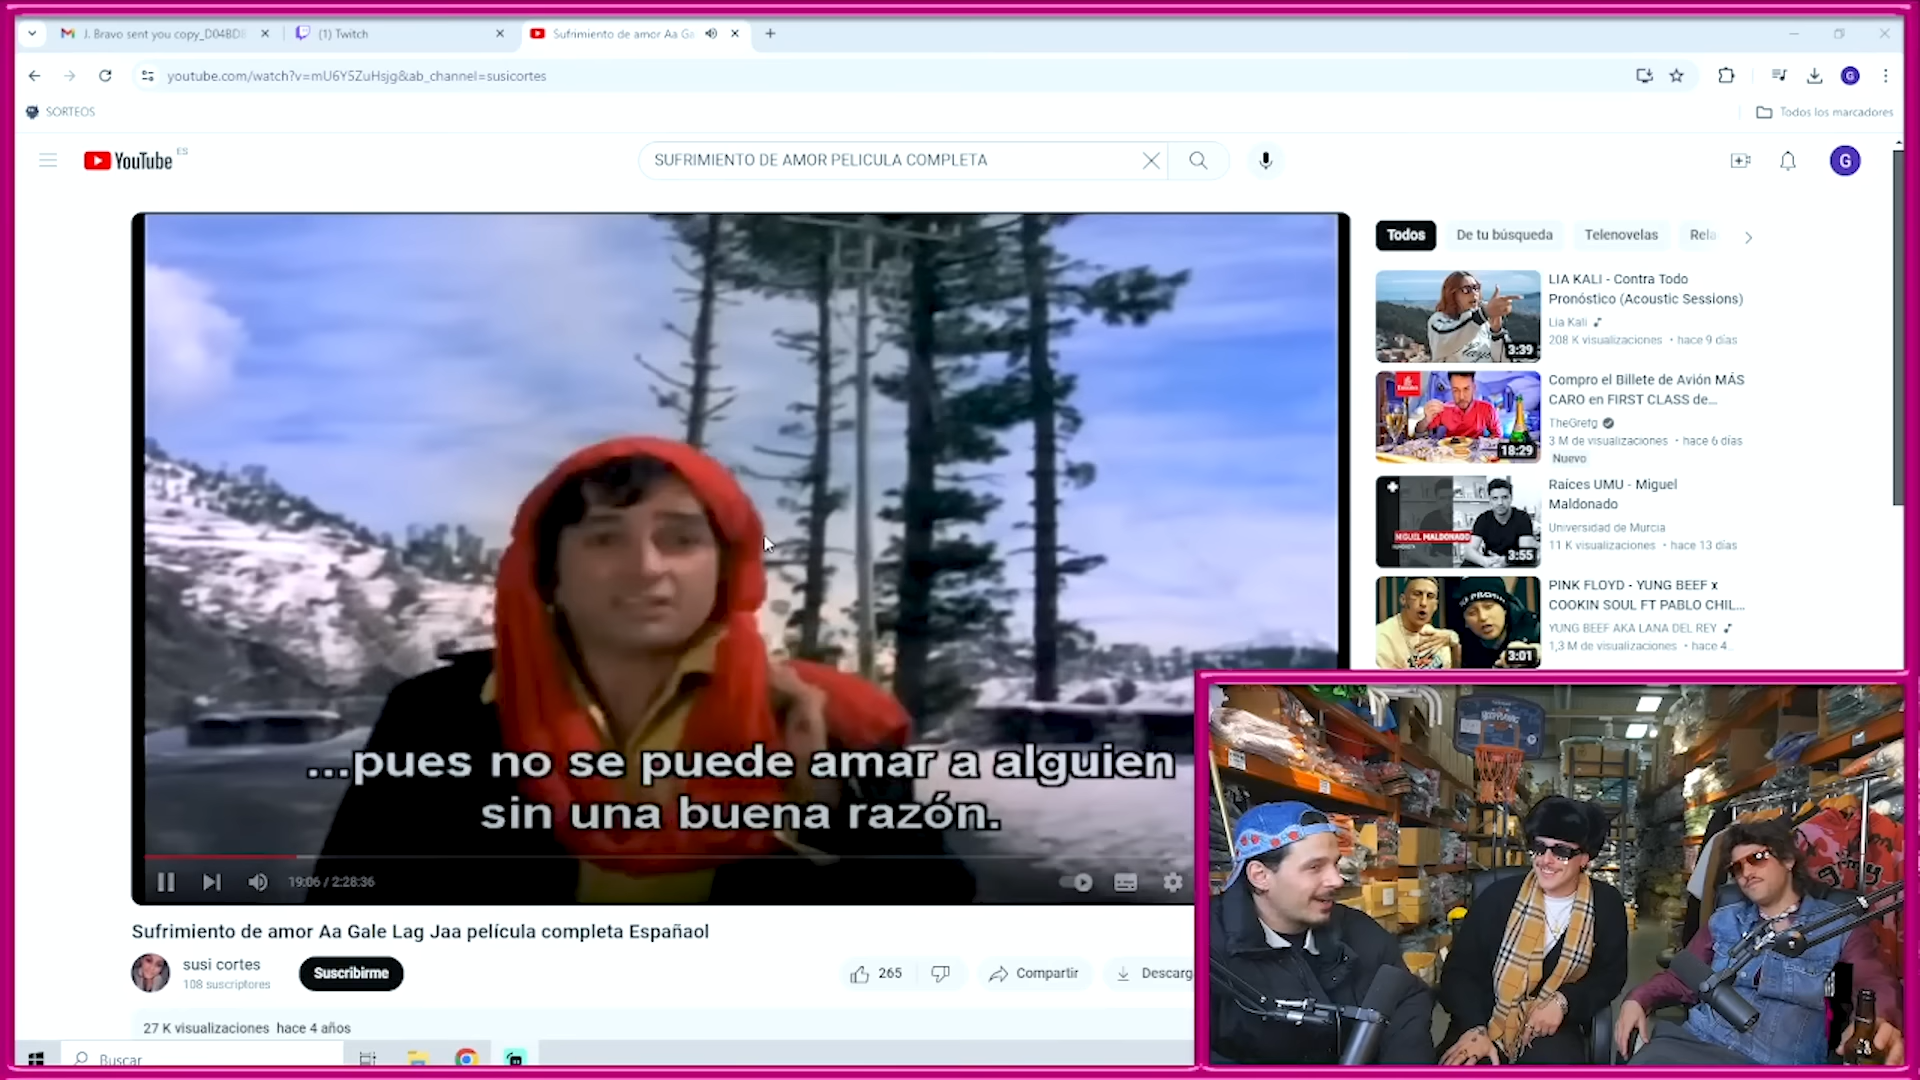 J. Bravo sent you copy_D04BD8
(1) Twitch
Sufrimiento de amor Aa Ga
youtube.com/watch?v=mU6Y5ZuHsjg&ab_channel=susicortes
SORTEOS
Todos los marcadores
YouTube ES
SUFRIMIENTO DE AMOR PELICULA COMPLETA
G
Todos
De tu búsqueda
Telenovelas
Rela
...pues no se puede amar a alguien
sin una buena razón.
19:06 / 2:28:36
Sufrimiento de amor Aa Gale Lag Jaa película completa Españaol
susi cortes
108 suscriptores
Suscribirme
265
Compartir
Descarg
27 K visualizaciones hace 4 años
LIA KALI - Contra Todo
Pronóstico (Acoustic Sessions)
Lia Kali
208 K visualizaciones • hace 9 días
3:39
Compro el Billete de Avión MÁS
CARO en FIRST CLASS de...
TheGrefg
3 M de visualizaciones • hace 6 días
Nuevo
18:29
Raíces UMU - Miguel
Maldonado
Universidad de Murcia
11 K visualizaciones • hace 13 días
MIGUEL MALDONADO
3:55
PINK FLOYD - YUNG BEEF x
COOKIN SOUL FT PABLO CHIL...
YUNG BEEF AKA LANA DEL REY
1,3 M de visualizaciones • hace 4...
3:01
Buscar